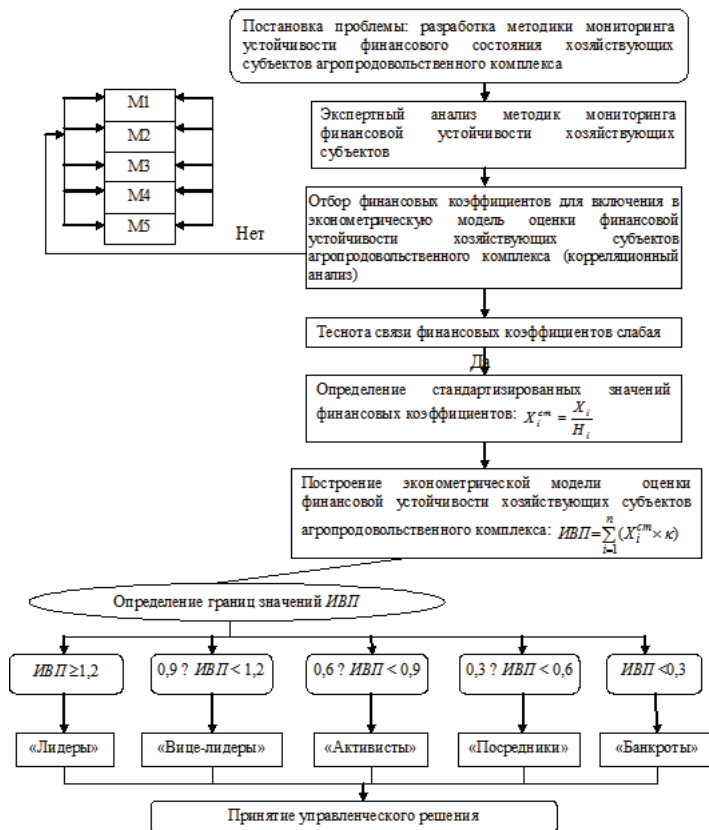 Постановка проблемы: разработка методики мониторинга
устойчивости финансового состояния хозяйствующих
субъектов агропродовольственного комплекса
М1
М2
М3
М4
М5
Экспертный анализ методик мониторинга
финансовой устойчивости хозяйствующих
субъектов
Отбор финансовых коэффициентов для включения в
эконометрическую модель оценки финансовой
устойчивости хозяйствующих субъектов
агропродовольственного комплекса (корреляционный
анализ)
Нет
Теснота связи финансовых коэффициентов слабая
Да
Определение стандартизированных значений
финансовых коэффициентов: X_i^{ст} = X_i / H_i
Построение эконометрической модели оценки
финансовой устойчивости хозяйствующих субъектов
агропродовольственного комплекса: ИВП=∑_{i=1}^{n}(X_i^{ст} × к)
Определение границ значений ИВП
ИВП ≥1,2
0,9 ? ИВП < 1,2
0,6 ? ИВП < 0,9
0,3 ? ИВП < 0,6
ИВП <0,3
«Лидеры»
«Вице-лидеры»
«Активисты»
«Посредники»
«Банкроты»
Принятие управленческого решения